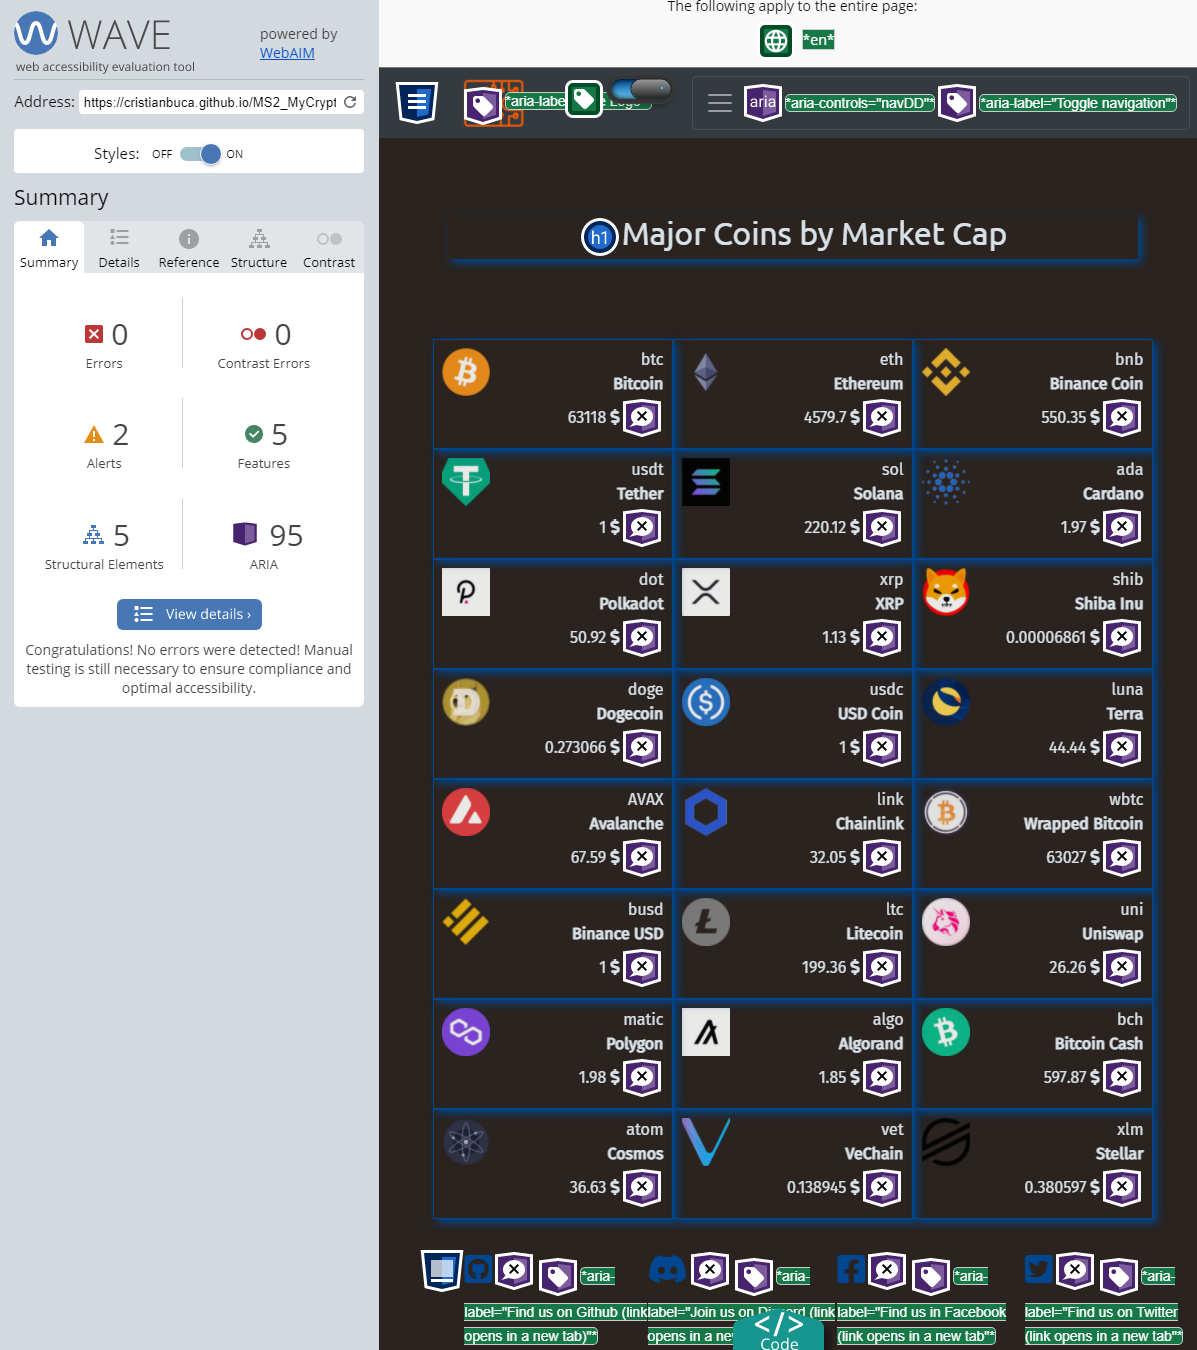 WAVE
web accessibility evaluation tool
powered by
WebAIM
Address: https://cristianbuca.github.io/MS2_MyCrypt
Styles: OFF ON
Summary
Summary Details Reference Structure Contrast
0 Errors
0 Contrast Errors
2 Alerts
5 Features
5 Structural Elements
95 ARIA
View details ›
Congratulations! No errors were detected! Manual
testing is still necessary to ensure compliance and
optimal accessibility.
The following apply to the entire page:
*en*
*aria-labe
Logo"*
aria *aria-controls="navDD"* *aria-label="Toggle navigation"*
h1 Major Coins by Market Cap
btc
Bitcoin
63118 $
eth
Ethereum
4579.7 $
bnb
Binance Coin
550.35 $
usdt
Tether
1 $
sol
Solana
220.12 $
ada
Cardano
1.97 $
dot
Polkadot
50.92 $
xrp
XRP
1.13 $
shib
Shiba Inu
0.00006861 $
doge
Dogecoin
0.273066 $
usdc
USD Coin
1 $
luna
Terra
44.44 $
AVAX
Avalanche
67.59 $
link
Chainlink
32.05 $
wbtc
Wrapped Bitcoin
63027 $
busd
Binance USD
1 $
ltc
Litecoin
199.36 $
uni
Uniswap
26.26 $
matic
Polygon
1.98 $
algo
Algorand
1.85 $
bch
Bitcoin Cash
597.87 $
atom
Cosmos
36.63 $
vet
VeChain
0.138945 $
xlm
Stellar
0.380597 $
*aria-
label="Find us on Github (link
opens in a new tab)"*
*aria-
label="Join us on Discord (link
opens in a new
*aria-
label="Find us in Facebook
(link opens in a new tab"*
*aria-
label="Find us on Twitter
(link opens in a new tab"*
</>
Code